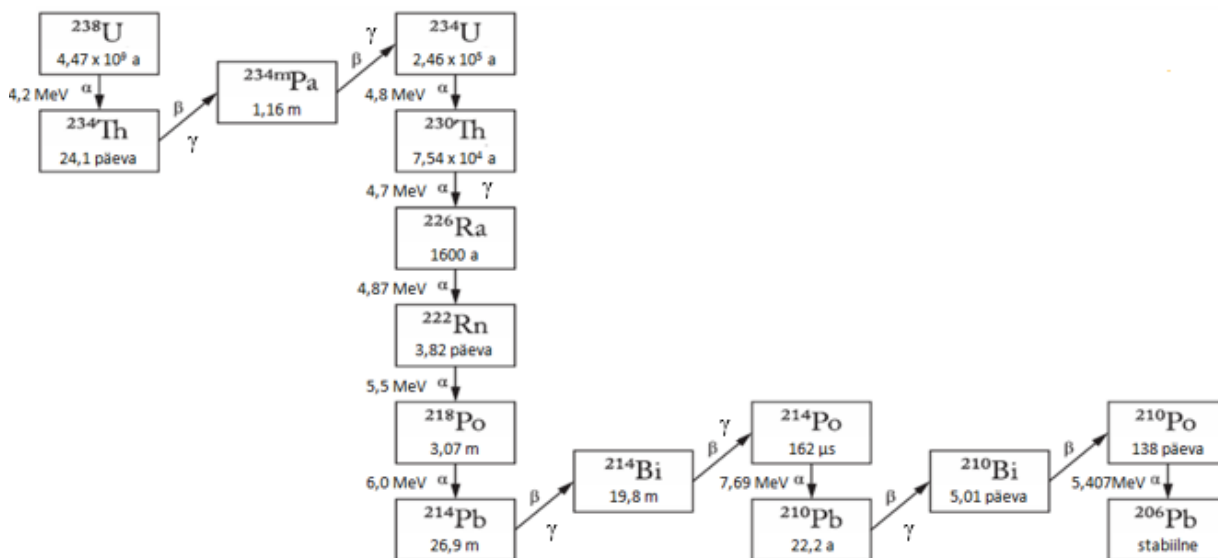 ²³⁸U
4,47 x 10⁹ a
4,2 MeV α
²³⁴Th
24,1 päeva
β
γ
²³⁴ᵐPa
1,16 m
β
γ
²³⁴U
2,46 x 10⁵ a
4,8 MeV α
²³⁰Th
7,54 x 10⁴ a
4,7 MeV α γ
²²⁶Ra
1600 a
4,87 MeV α
²²²Rn
3,82 päeva
5,5 MeV α
²¹⁸Po
3,07 m
6,0 MeV α
²¹⁴Pb
26,9 m
β
γ
²¹⁴Bi
19,8 m
β
γ
²¹⁴Po
162 µs
7,69 MeV α
²¹⁰Pb
22,2 a
β
γ
²¹⁰Bi
5,01 päeva
β
²¹⁰Po
138 päeva
5,407MeV α
²⁰⁶Pb
stabiilne